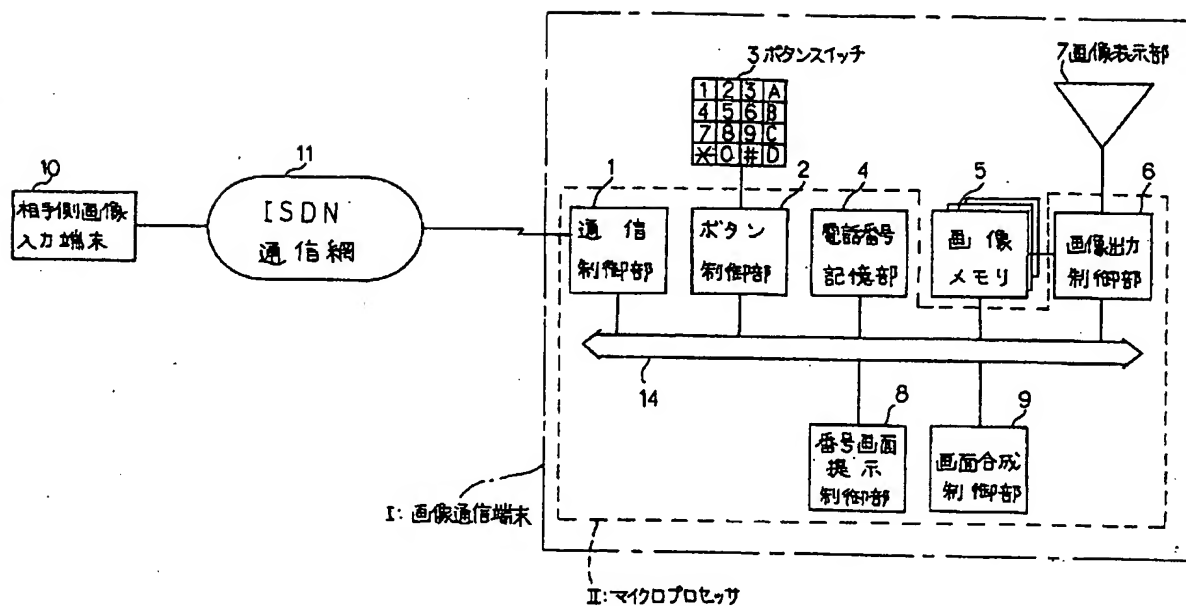 3 ボタンスイッチ
1 2 3 A
4 5 6 B
7 8 9 C
* 0 # D
7 画像表示部
10
相手側画像
入力端末
11
ISDN
通信網
1
通信
制御部
2
ボタン
制御部
4
電話番号
記憶部
5
画像
メモリ
6
画像出力
制御部
14
8
番号画面
提示
制御部
9
画面合成
制御部
I:画像通信端末
II:マイクロプロセッサ